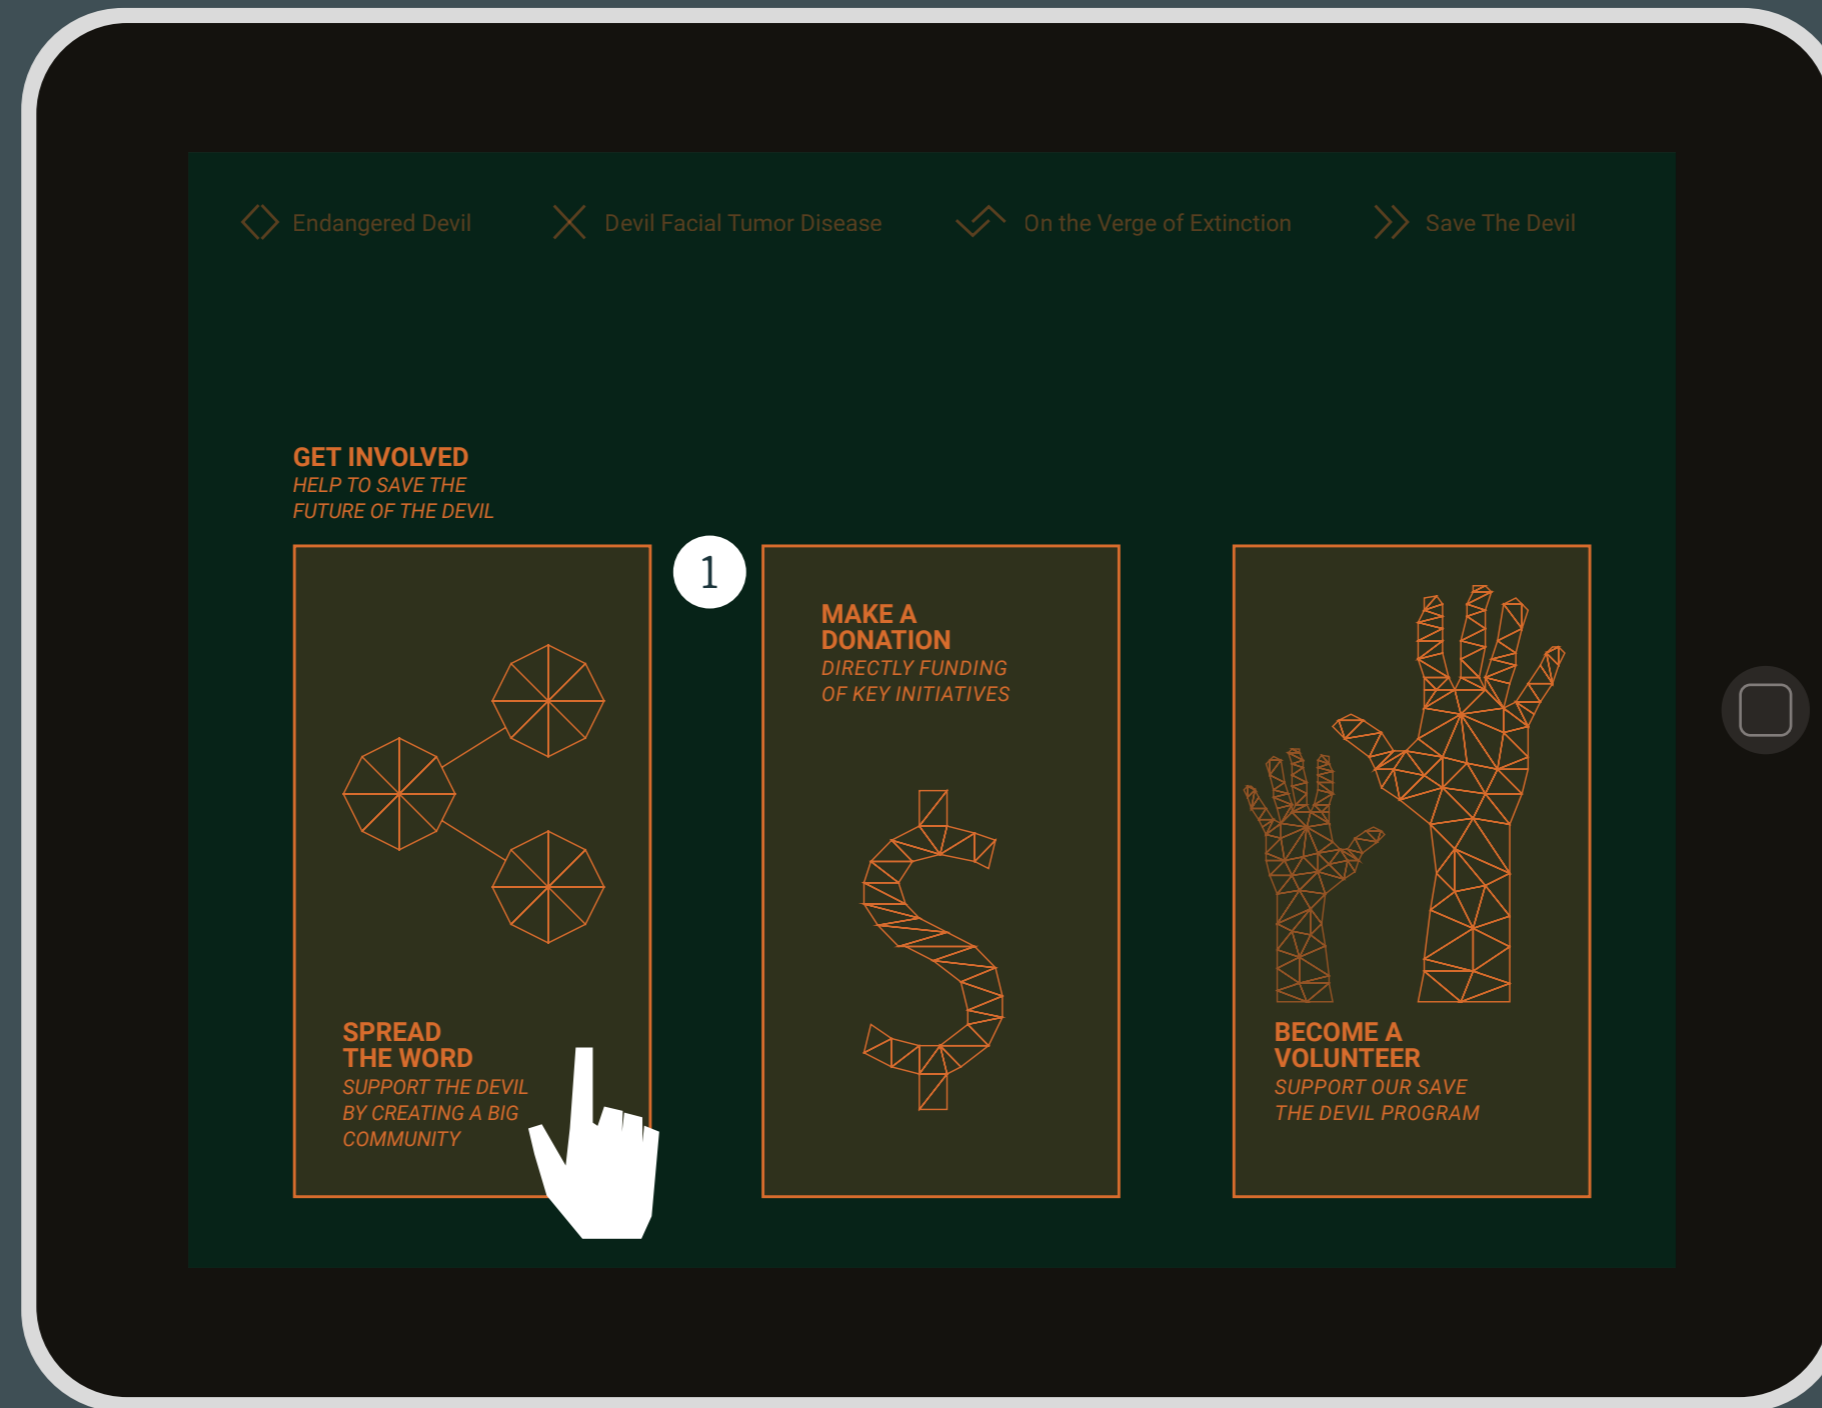 Endangered Devil
Devil Facial Tumor Disease
On the Verge of Extinction
Save The Devil
GET INVOLVED
HELP TO SAVE THE
FUTURE OF THE DEVIL
1
SPREAD
THE WORD
SUPPORT THE DEVIL
BY CREATING A BIG
COMMUNITY
MAKE A
DONATION
DIRECTLY FUNDING
OF KEY INITIATIVES
BECOME A
VOLUNTEER
SUPPORT OUR SAVE
THE DEVIL PROGRAM